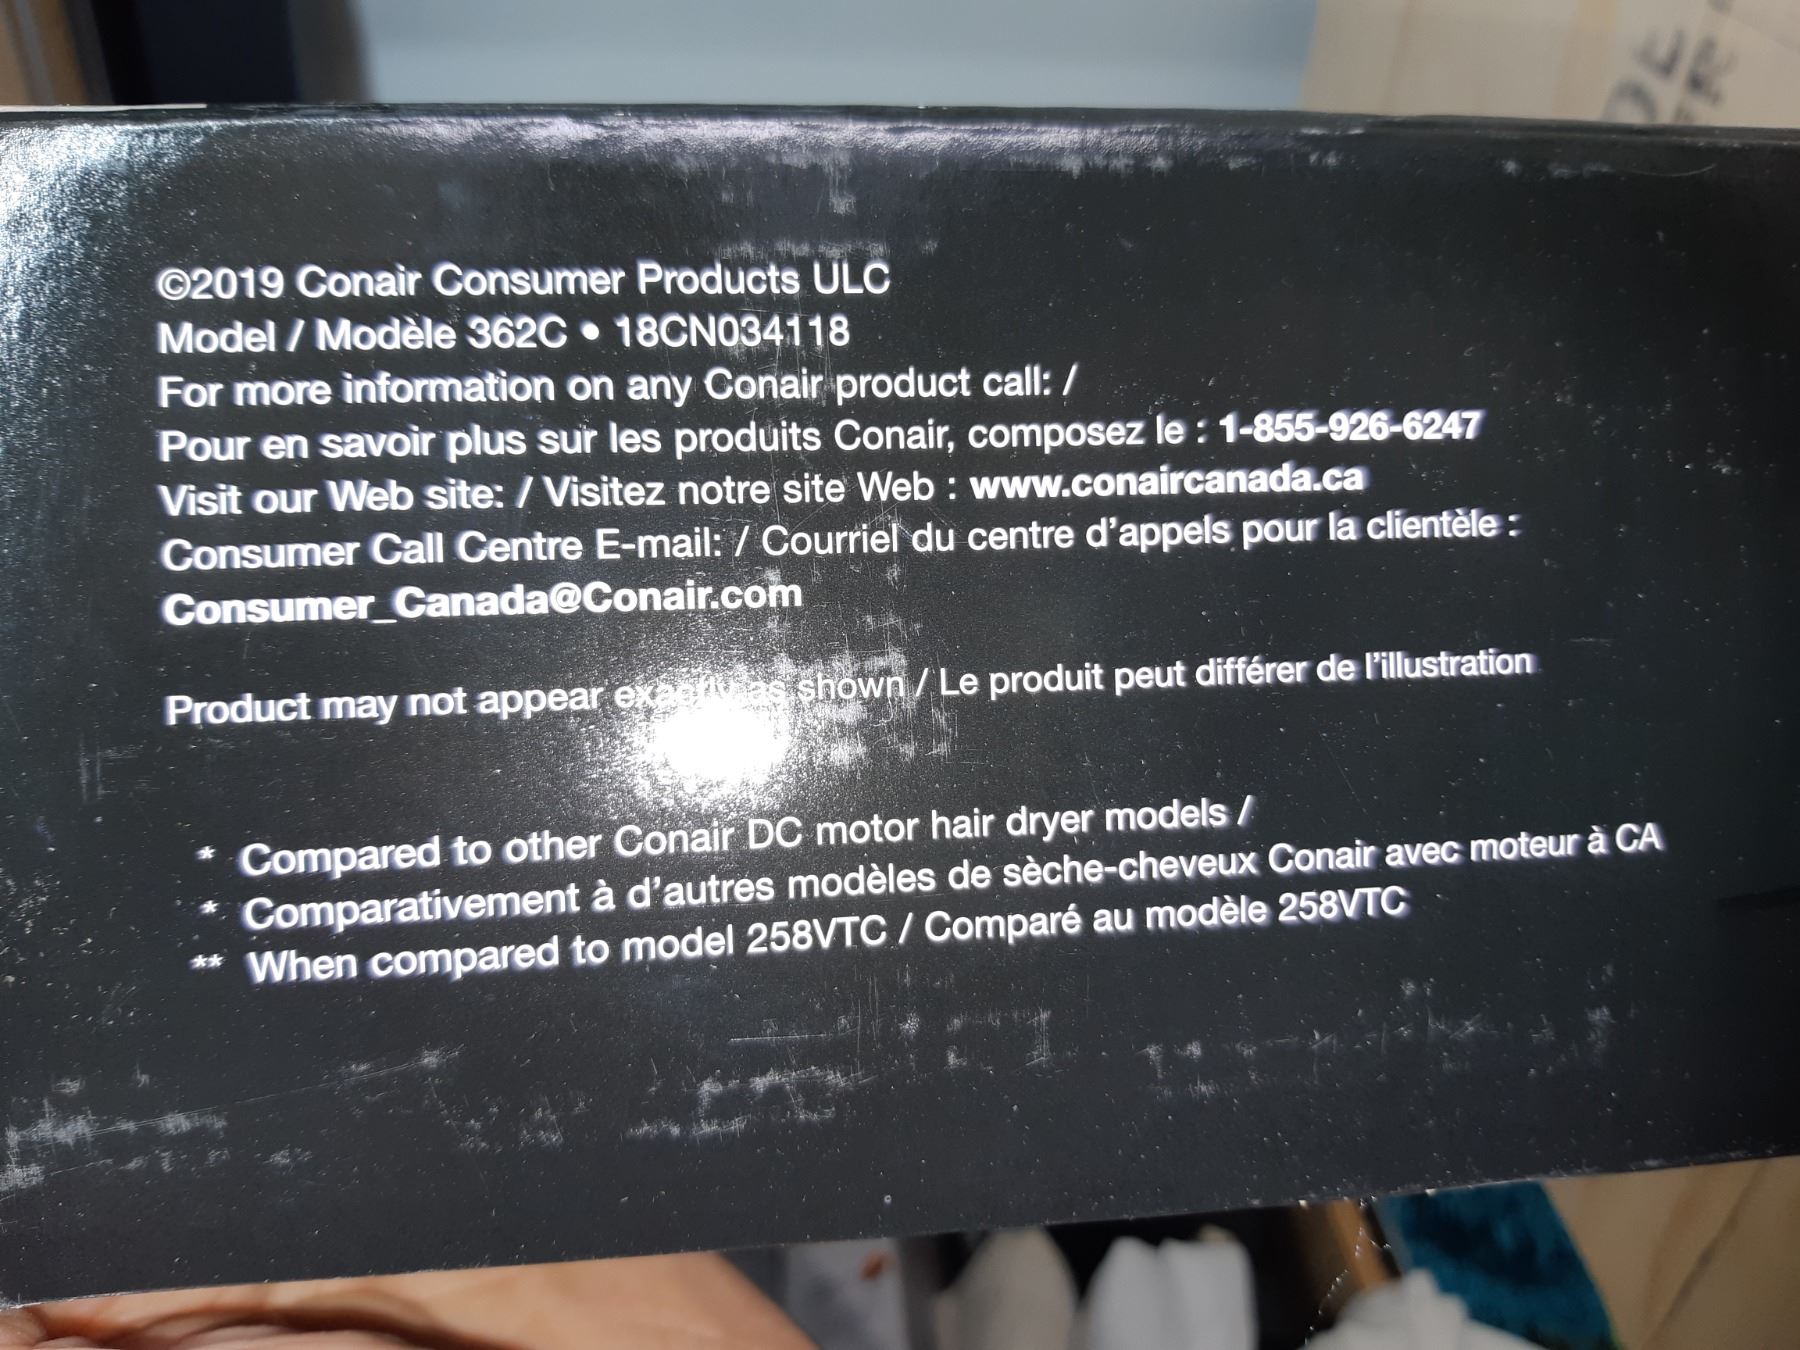 ©2019 Conair Consumer Products ULC
Model / Modèle 362C • 18CN034118
For more information on any Conair product call: /
Pour en savoir plus sur les produits Conair, composez le : 1-855-926-6247
Visit our Web site: / Visitez notre site Web : www.conaircanada.ca
Consumer Call Centre E-mail: / Courriel du centre d'appels pour la clientèle :
Consumer_Canada@Conair.com
Product may not appear exactly as shown / Le produit peut différer de l'illustration
* Compared to other Conair DC motor hair dryer models /
* Comparativement à d'autres modèles de sèche-cheveux Conair avec moteur à CA
** When compared to model 258VTC / Comparé au modèle 258VTC